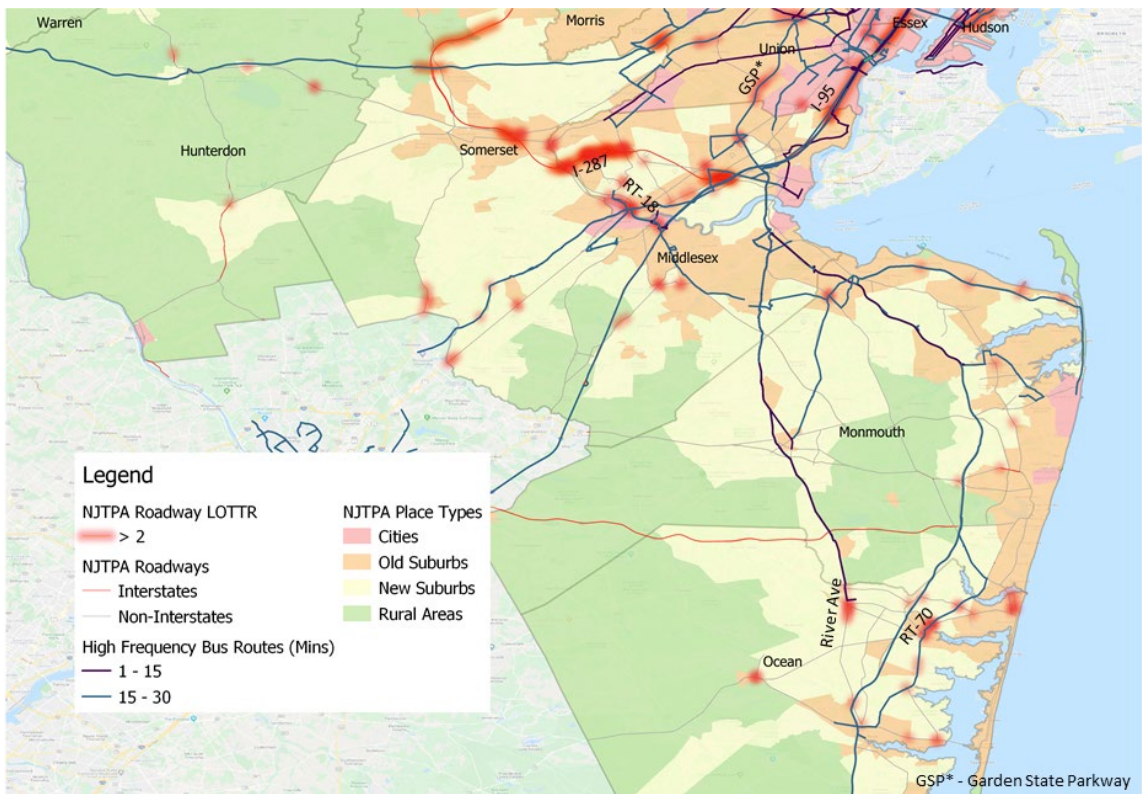 Warren
Morris
Essex
Hudson
Union
GSP*
I-95
Hunterdon
Somerset
I-287
RT-18
Middlesex
Monmouth
River Ave
RT-70
Ocean
Legend
NJTPA Roadway LOTTR
> 2
NJTPA Roadways
Interstates
Non-Interstates
High Frequency Bus Routes (Mins)
1 - 15
15 - 30
NJTPA Place Types
Cities
Old Suburbs
New Suburbs
Rural Areas
GSP* - Garden State Parkway